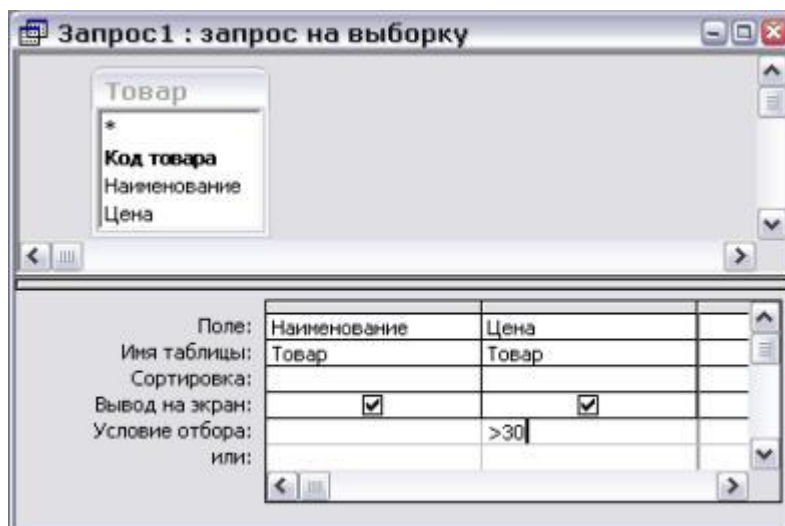 Запрос1 : запрос на выборку
Товар
*
Код товара
Наименование
Цена
Поле: Наименование Цена
Имя таблицы: Товар Товар
Сортировка:
Вывод на экран:
Условие отбора: >30
или: